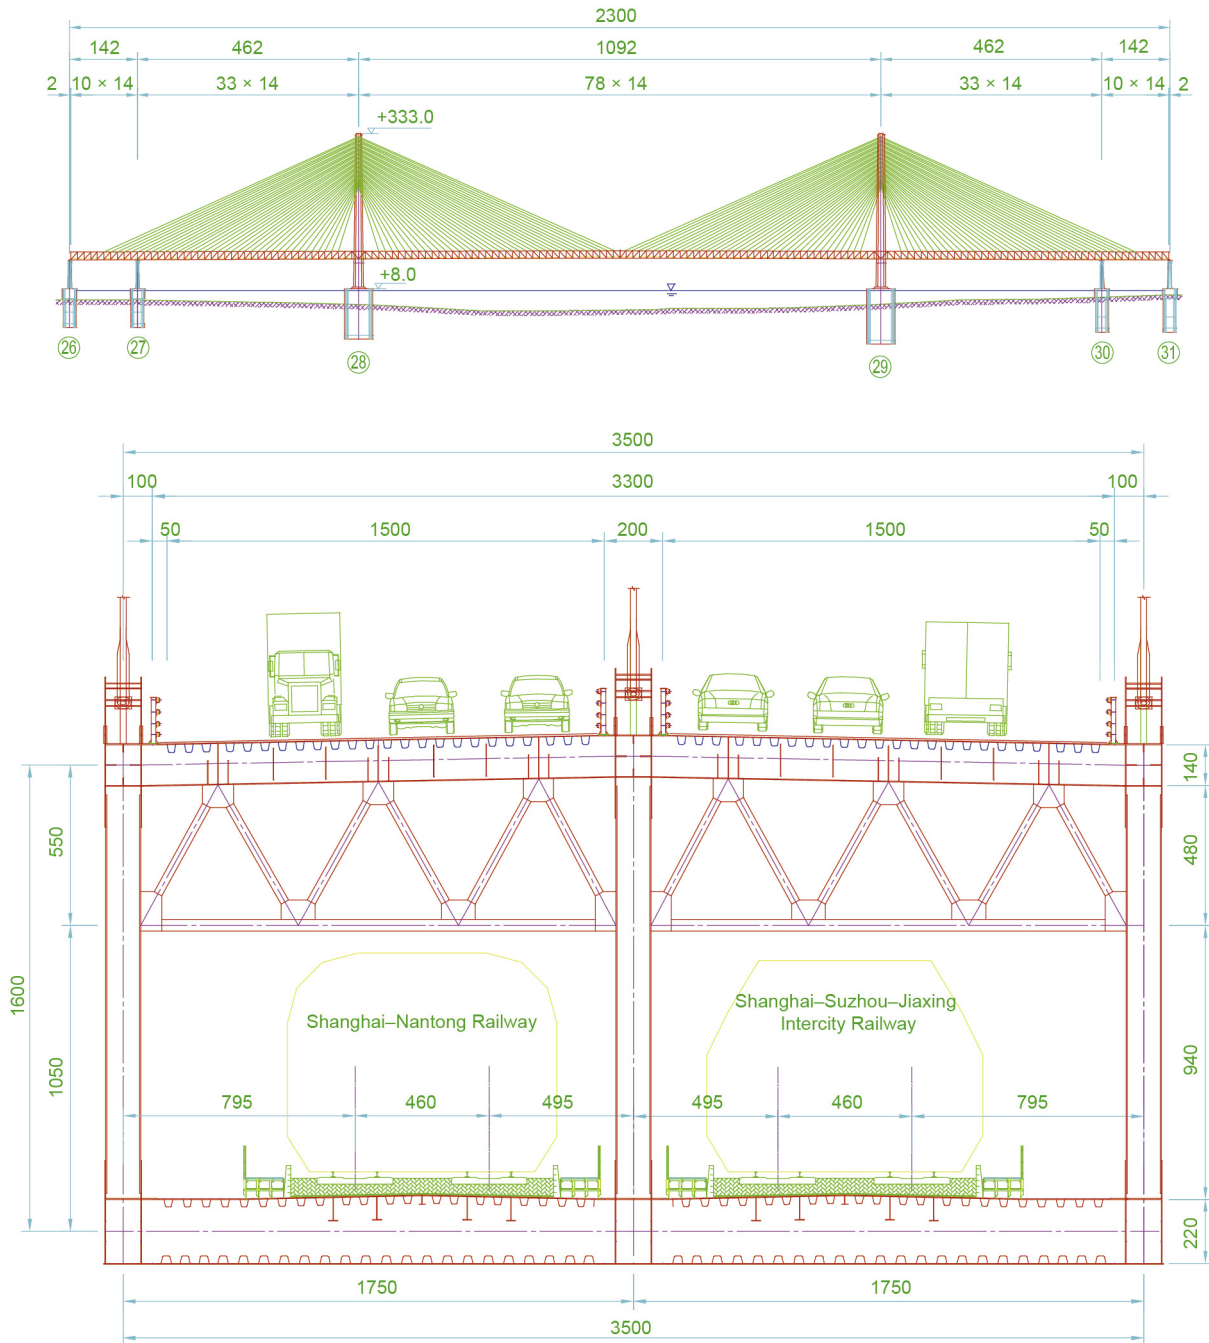 2300
142 462 1092 462 142
2 10 × 14 33 × 14 78 × 14 33 × 14 10 × 14 2
+333.0
+8.0
26 27 28 29 30 31
3500
100 3300 100
50 1500 200 1500 50
140
550 480
1600
Shanghai–Nantong Railway
Shanghai–Suzhou–Jiaxing
Intercity Railway
1050 940
795 460 495 495 460 795
220
1750 1750
3500